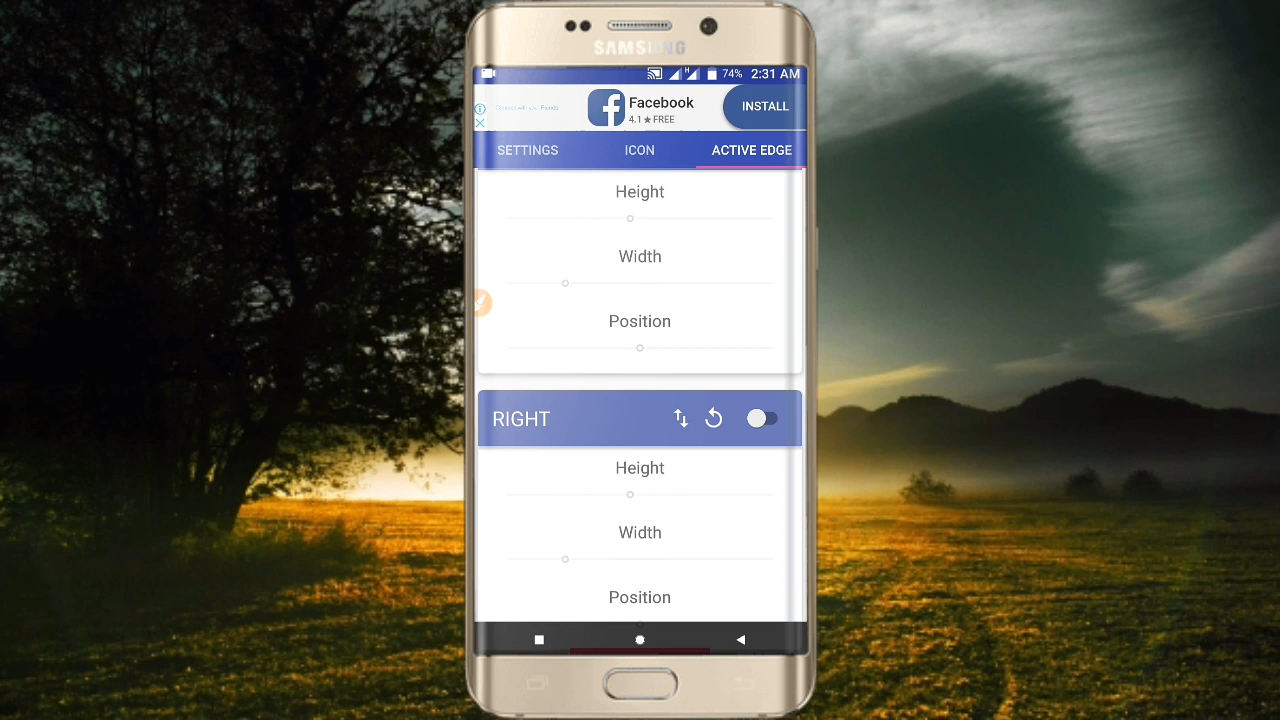 SAMSUNG
H 74% 2:31 AM
Facebook
4.1★FREE
INSTALL
SETTINGS ICON ACTIVE EDGE
Height
Width
Position
RIGHT
Height
Width
Position